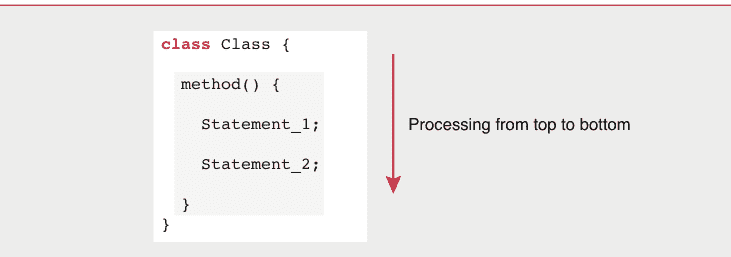 class Class {
method() {
Statement_1;
Processing from top to bottom
Statement_2;
}
}